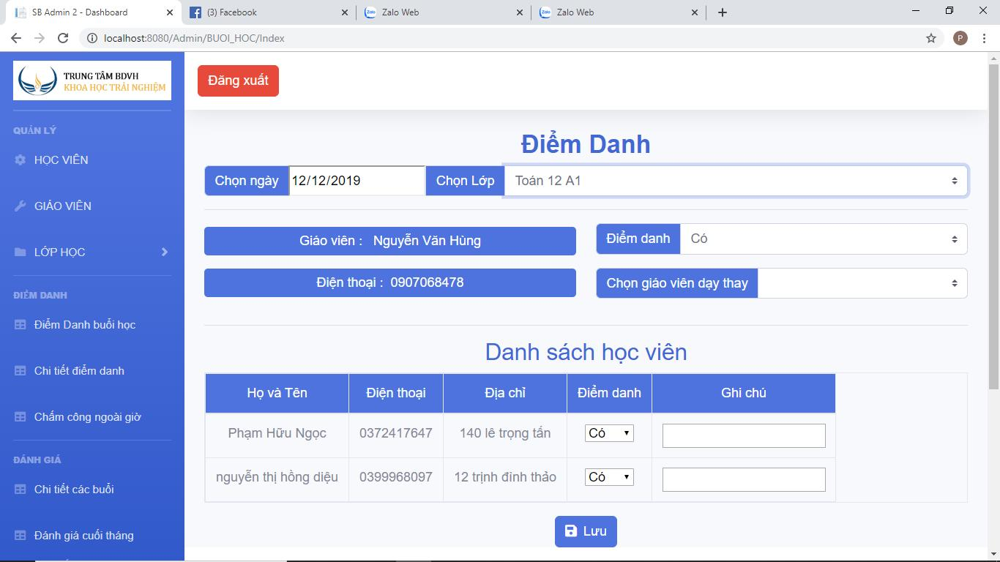 SB Admin 2 - Dashboard
(3) Facebook
Zalo Web
Zalo Web
localhost:8080/Admin/BUOI_HOC/Index
P
TRUNG TÂM BDVH
KHOA HỌC TRẢI NGHIỆM
QUẢN LÝ
HỌC VIÊN
GIÁO VIÊN
LỚP HỌC
ĐIỂM DANH
Điểm Danh buổi học
Chi tiết điểm danh
Chấm công ngoài giờ
ĐÁNH GIÁ
Chi tiết các buổi
Đánh giá cuối tháng
Đăng xuất
Điểm Danh
Chọn ngày 12/12/2019 Chọn Lớp Toán 12 A1
Giáo viên : Nguyễn Văn Hùng
Điểm danh Có
Điện thoại : 0907068478
Chọn giáo viên dạy thay
Danh sách học viên
Họ và Tên Điện thoại Địa chỉ Điểm danh Ghi chú
Phạm Hữu Ngọc 0372417647 140 lê trọng tấn Có
nguyễn thị hồng diệu 0399968097 12 trịnh đình thảo Có
Lưu